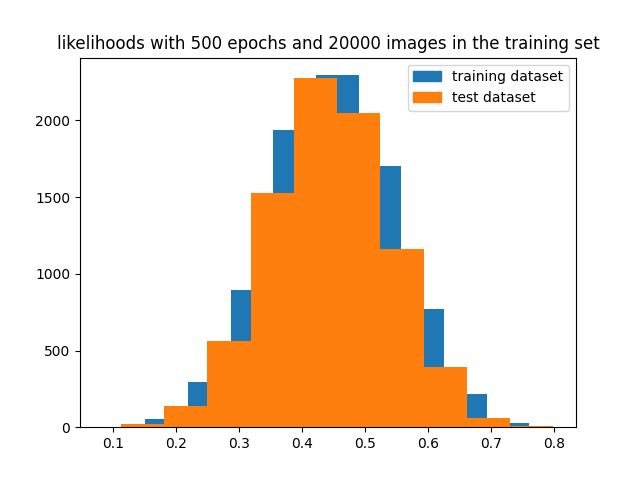 likelihoods with 500 epochs and 20000 images in the training set
training dataset
test dataset
2000
1500
1000
500
0
0.1 0.2 0.3 0.4 0.5 0.6 0.7 0.8